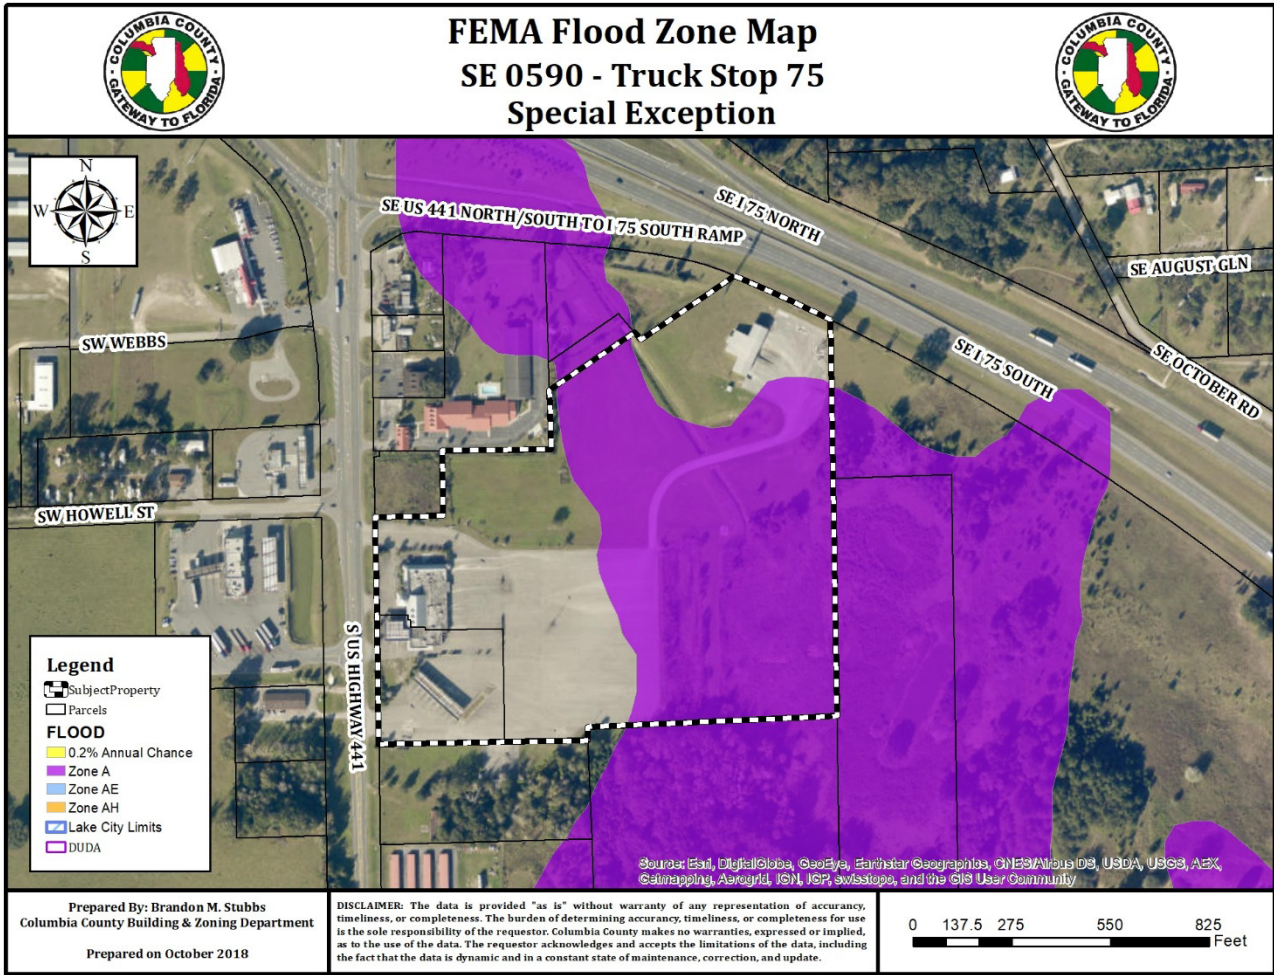 COLUMBIA COUNTY
GATEWAY TO FLORIDA
FEMA Flood Zone Map
SE 0590 - Truck Stop 75
Special Exception
COLUMBIA COUNTY
GATEWAY TO FLORIDA
N
W E
S
SE US 441 NORTH/SOUTH TO I 75 SOUTH RAMP
SE I 75 NORTH
SE AUGUST GLN
SW WEBBS
SE I 75 SOUTH
SE OCTOBER RD
SW HOWELL ST
S US HIGHWAY 441
Legend
SubjectProperty
Parcels
FLOOD
0.2% Annual Chance
Zone A
Zone AE
Zone AH
Lake City Limits
DUDA
Source: Esri, DigitalGlobe, GeoEye, Earthstar Geographics, CNES/Airbus DS, USDA, USGS, AEX,
Getmapping, Aerogrid, IGN, IGP, swisstopo, and the GIS User Community
Prepared By: Brandon M. Stubbs
Columbia County Building & Zoning Department
Prepared on October 2018
DISCLAIMER: The data is provided "as is" without warranty of any representation of accuracy,
timeliness, or completeness. The burden of determining accuracy, timeliness, or completeness for use
is the sole responsibility of the requestor. Columbia County makes no warranties, expressed or implied,
as to the use of the data. The requestor acknowledges and accepts the limitations of the data, including
the fact that the data is dynamic and in a constant state of maintenance, correction, and update.
0 137.5 275 550 825
Feet